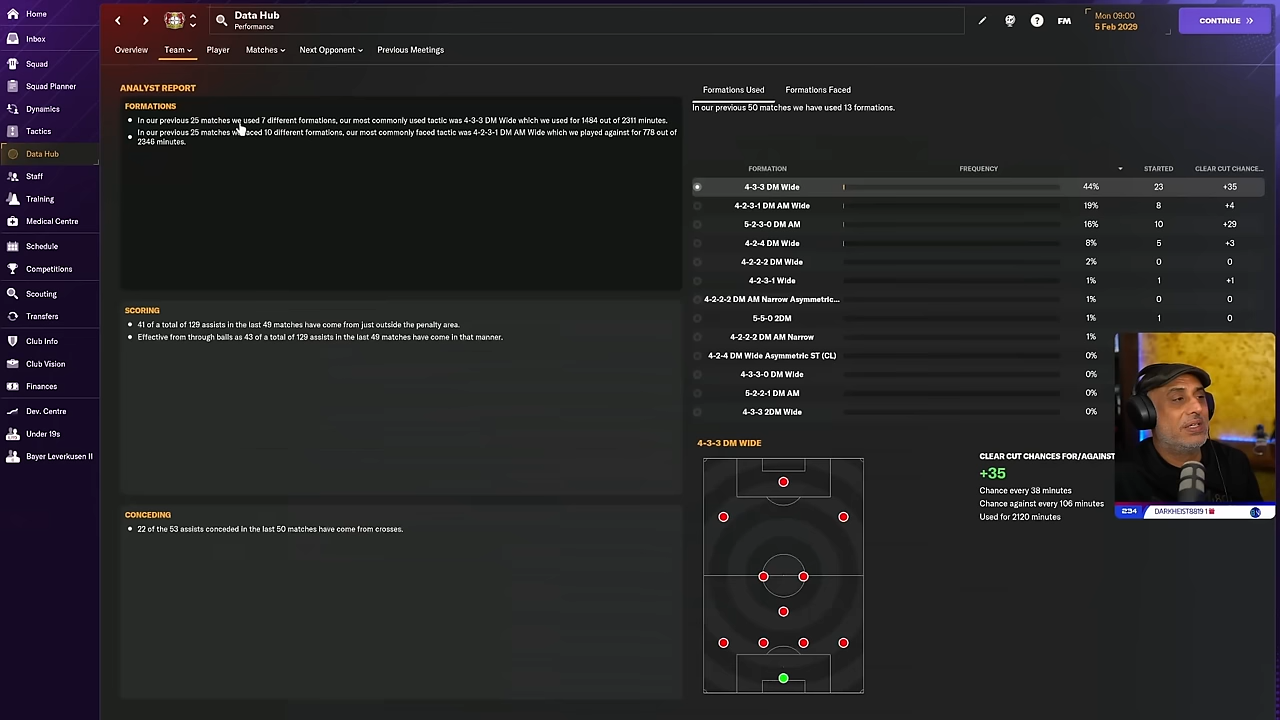 Home
Inbox
Squad
Squad Planner
Dynamics
Tactics
Data Hub
Staff
Training
Medical Centre
Schedule
Competitions
Scouting
Transfers
Club Info
Club Vision
Finances
Dev. Centre
Under 19s
Bayer Leverkusen II
Data Hub
Performance
FM
Mon 09:00
5 Feb 2029
CONTINUE
Overview
Team
Player
Matches
Next Opponent
Previous Meetings
ANALYST REPORT
FORMATIONS
In our previous 25 matches we used 7 different formations, our most commonly used tactic was 4-3-3 DM Wide which we used for 1484 out of 2311 minutes.
In our previous 25 matches we faced 10 different formations, our most commonly faced tactic was 4-2-3-1 DM AM Wide which we played against for 778 out of
2346 minutes.
SCORING
41 of a total of 129 assists in the last 49 matches have come from just outside the penalty area.
Effective from through balls as 43 of a total of 129 assists in the last 49 matches have come in that manner.
CONCEDING
22 of the 53 assists conceded in the last 50 matches have come from crosses.
Formations Used
Formations Faced
In our previous 50 matches we have used 13 formations.
FORMATION FREQUENCY STARTED CLEAR CUT CHANCE...
4-3-3 DM Wide 44% 23 +35
4-2-3-1 DM AM Wide 19% 8 +4
5-2-3-0 DM AM 16% 10 +29
4-2-4 DM Wide 8% 5 +3
4-2-2-2 DM Wide 2% 0 0
4-2-3-1 Wide 1% 1 +1
4-2-2-2 DM AM Narrow Asymmetric... 1% 0 0
5-5-0 2DM 1% 1 0
4-2-2-2 DM AM Narrow 1%
4-2-4 DM Wide Asymmetric ST (CL) 0%
4-3-3-0 DM Wide 0%
5-2-2-1 DM AM 0%
4-3-3 2DM Wide 0%
4-3-3 DM WIDE
CLEAR CUT CHANCES FOR/AGAINST
+35
Chance every 38 minutes
Chance against every 106 minutes
Used for 2120 minutes
DARKHEIST8819 1